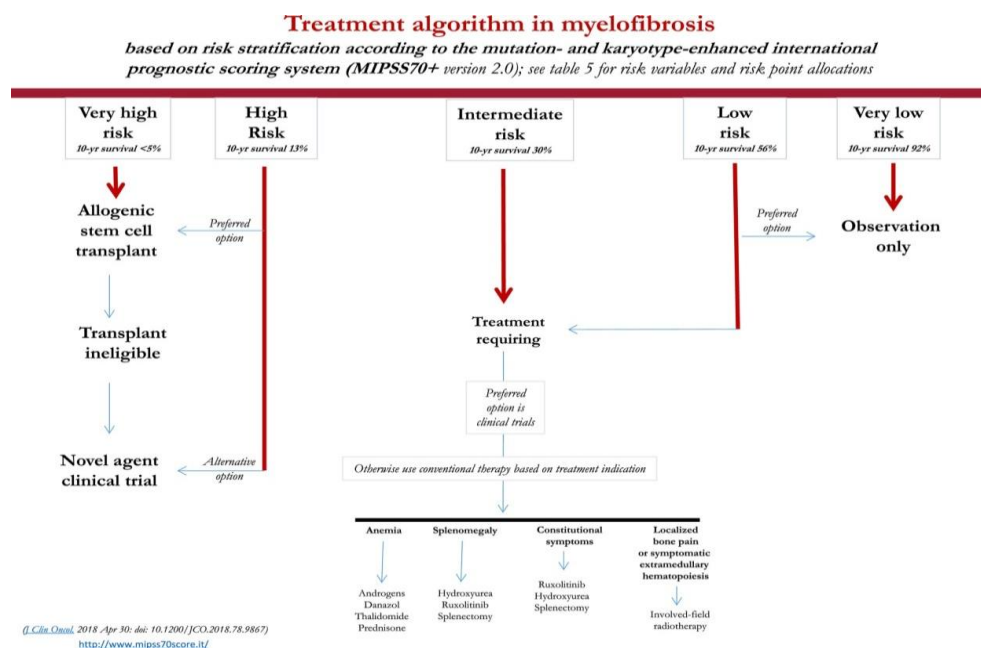 Treatment algorithm in myelofibrosis
based on risk stratification according to the mutation- and karyotype-enhanced international
prognostic scoring system (MIPSS70+ version 2.0); see table 5 for risk variables and risk point allocations
Very high
risk
10-yr survival <5%
High
Risk
10-yr survival 13%
Intermediate
risk
10-yr survival 30%
Low
risk
10-yr survival 56%
Very low
risk
10-yr survival 92%
Allogenic
stem cell
transplant
Preferred
option
Preferred
option
Observation
only
Transplant
ineligible
Treatment
requiring
Preferred
option is
clinical trials
Novel agent
clinical trial
Alternative
option
Otherwise use conventional therapy based on treatment indication
Anemia
Splenomegaly
Constitutional
symptoms
Localized
bone pain
or symptomatic
extramedullary
hematopoiesis
Androgens
Danazol
Thalidomide
Prednisone
Hydroxyurea
Ruxolitinib
Splenectomy
Ruxolitinib
Hydroxyurea
Splenectomy
Involved-field
radiotherapy
(J Clin Oncol. 2018 Apr 30: doi: 10.1200/JCO.2018.78.9867)
http://www.mipss70score.it/